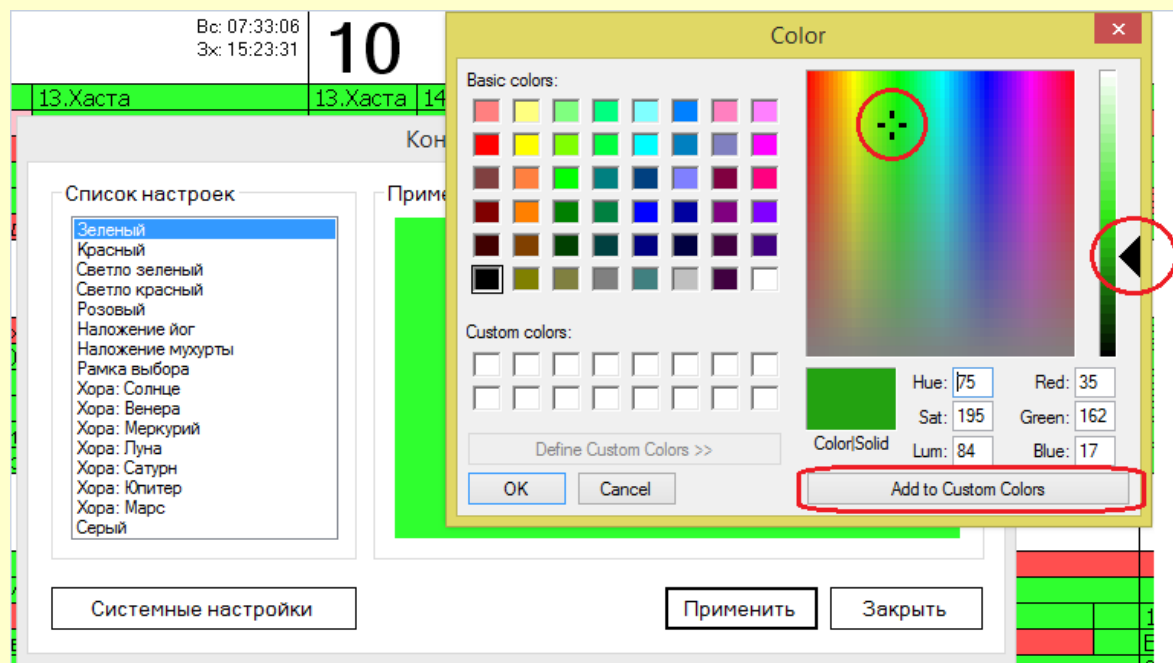 Вс: 07:33:06
Зх: 15:23:31
10
13.Хаста
13.Хаста
14
Color
Basic colors:
Custom colors:
Define Custom Colors >>
OK
Cancel
Color|Solid
Hue: 75
Sat: 195
Lum: 84
Red: 35
Green: 162
Blue: 17
Add to Custom Colors
Кон
Список настроек
Зеленый
Красный
Светло зеленый
Светло красный
Розовый
Наложение йог
Наложение мухурты
Рамка выбора
Хора: Солнце
Хора: Венера
Хора: Меркурий
Хора: Луна
Хора: Сатурн
Хора: Юпитер
Хора: Марс
Серый
Приме
Системные настройки
Применить
Закрыть